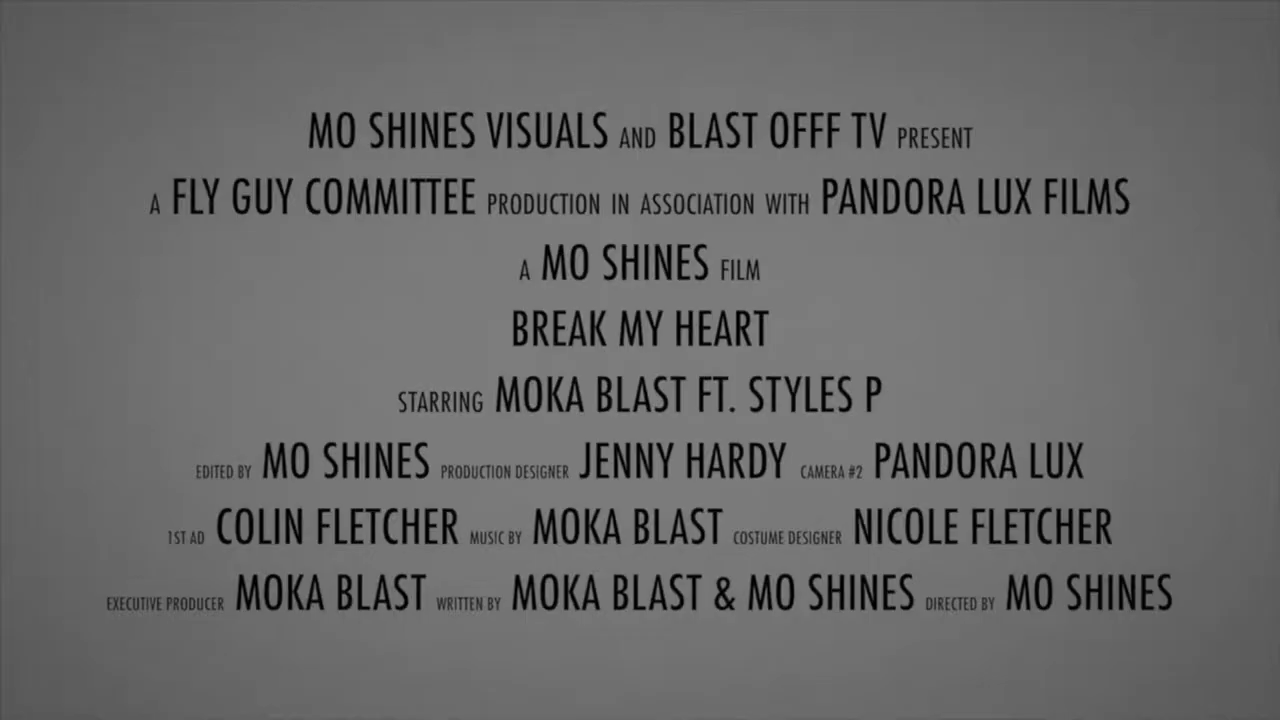 MO SHINES VISUALS AND BLAST OFFF TV PRESENT
A FLY GUY COMMITTEE PRODUCTION IN ASSOCIATION WITH PANDORA LUX FILMS
A MO SHINES FILM
BREAK MY HEART
STARRING MOKA BLAST FT. STYLES P
EDITED BY MO SHINES PRODUCTION DESIGNER JENNY HARDY CAMERA #2 PANDORA LUX
1ST AD COLIN FLETCHER MUSIC BY MOKA BLAST COSTUME DESIGNER NICOLE FLETCHER
EXECUTIVE PRODUCER MOKA BLAST WRITTEN BY MOKA BLAST & MO SHINES DIRECTED BY MO SHINES